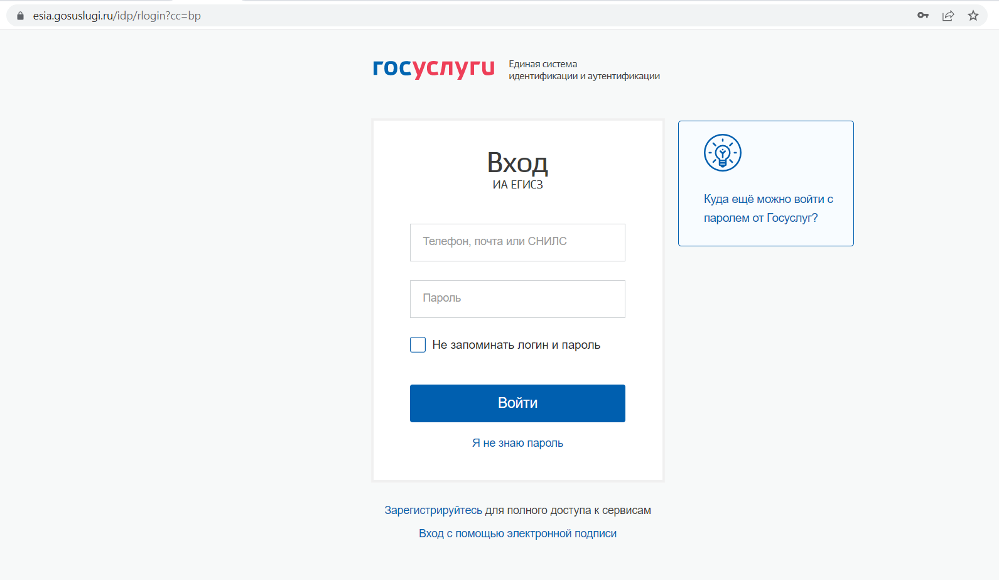 esia.gosuslugi.ru/idp/rlogin?cc=bp
госуслуги
Единая система
идентификации и аутентификации
Вход
ИА ЕГИСЗ
Телефон, почта или СНИЛС
Пароль
Не запоминать логин и пароль
Войти
Я не знаю пароль
Куда ещё можно войти с
паролем от Госуслуг?
Зарегистрируйтесь для полного доступа к сервисам
Вход с помощью электронной подписи